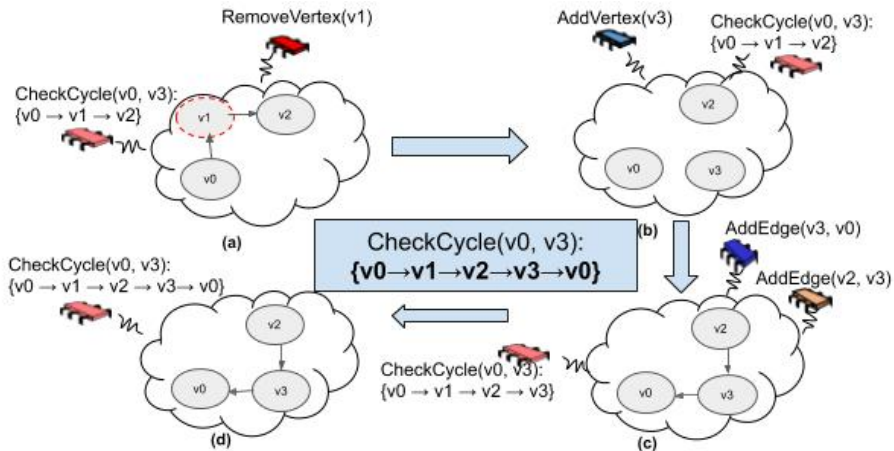 RemoveVertex(v1)
CheckCycle(v0, v3):
{v0 → v1 → v2}
v1
v2
v0
(a)
AddVertex(v3)
CheckCycle(v0, v3):
{v0 → v1 → v2}
v2
v0
v3
(b)
CheckCycle(v0, v3):
{v0→v1→v2→v3→v0}
AddEdge(v3, v0)
AddEdge(v2, v3)
v2
v0
v3
(c)
CheckCycle(v0, v3):
{v0 → v1 → v2 → v3}
CheckCycle(v0, v3):
{v0 → v1 → v2 → v3→ v0}
v2
v0
v3
(d)